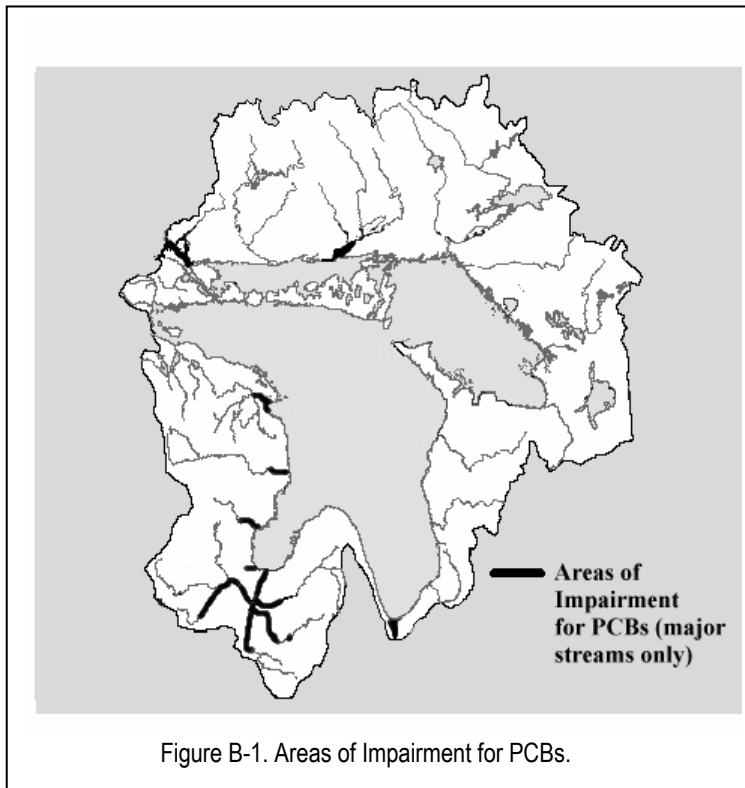 Areas of
Impairment
for PCBs (major
streams only)
Figure B-1. Areas of Impairment for PCBs.